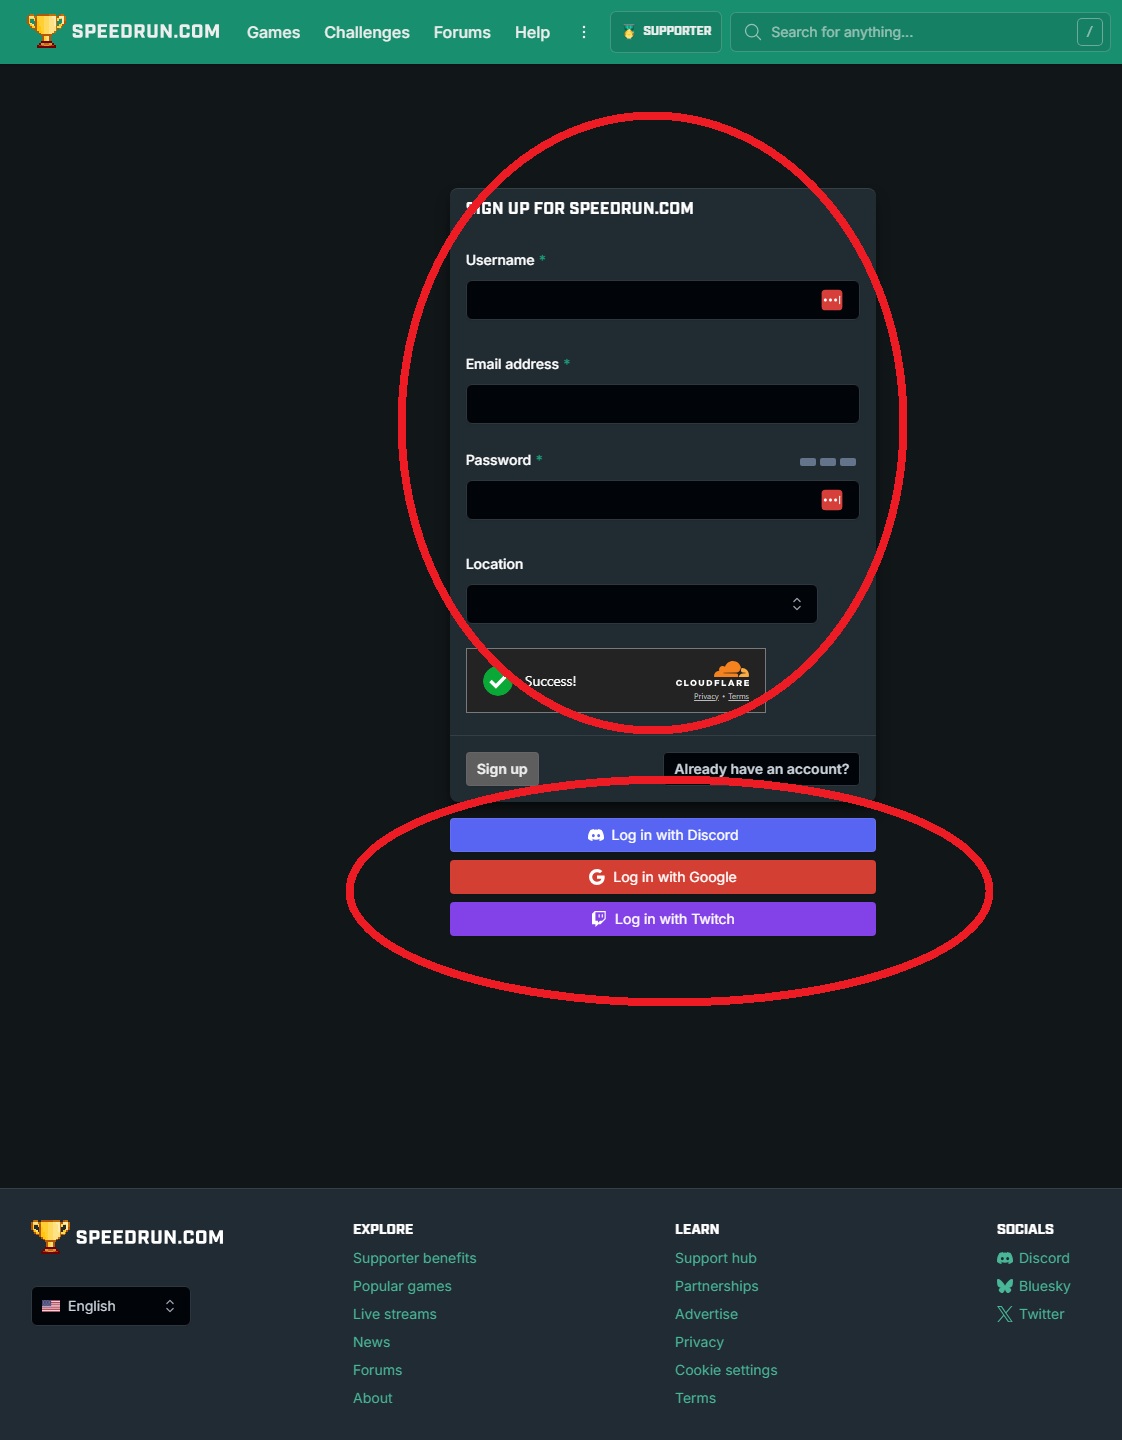 SPEEDRUN.COM Games Challenges Forums Help SUPPORTER Search for anything... /
SIGN UP FOR SPEEDRUN.COM
Username *
Email address *
Password *
Location
Success!
CLOUDFLARE
Privacy • Terms
Sign up Already have an account?
Log in with Discord
Log in with Google
Log in with Twitch
SPEEDRUN.COM
English
EXPLORE
Supporter benefits
Popular games
Live streams
News
Forums
About
LEARN
Support hub
Partnerships
Advertise
Privacy
Cookie settings
Terms
SOCIALS
Discord
Bluesky
Twitter